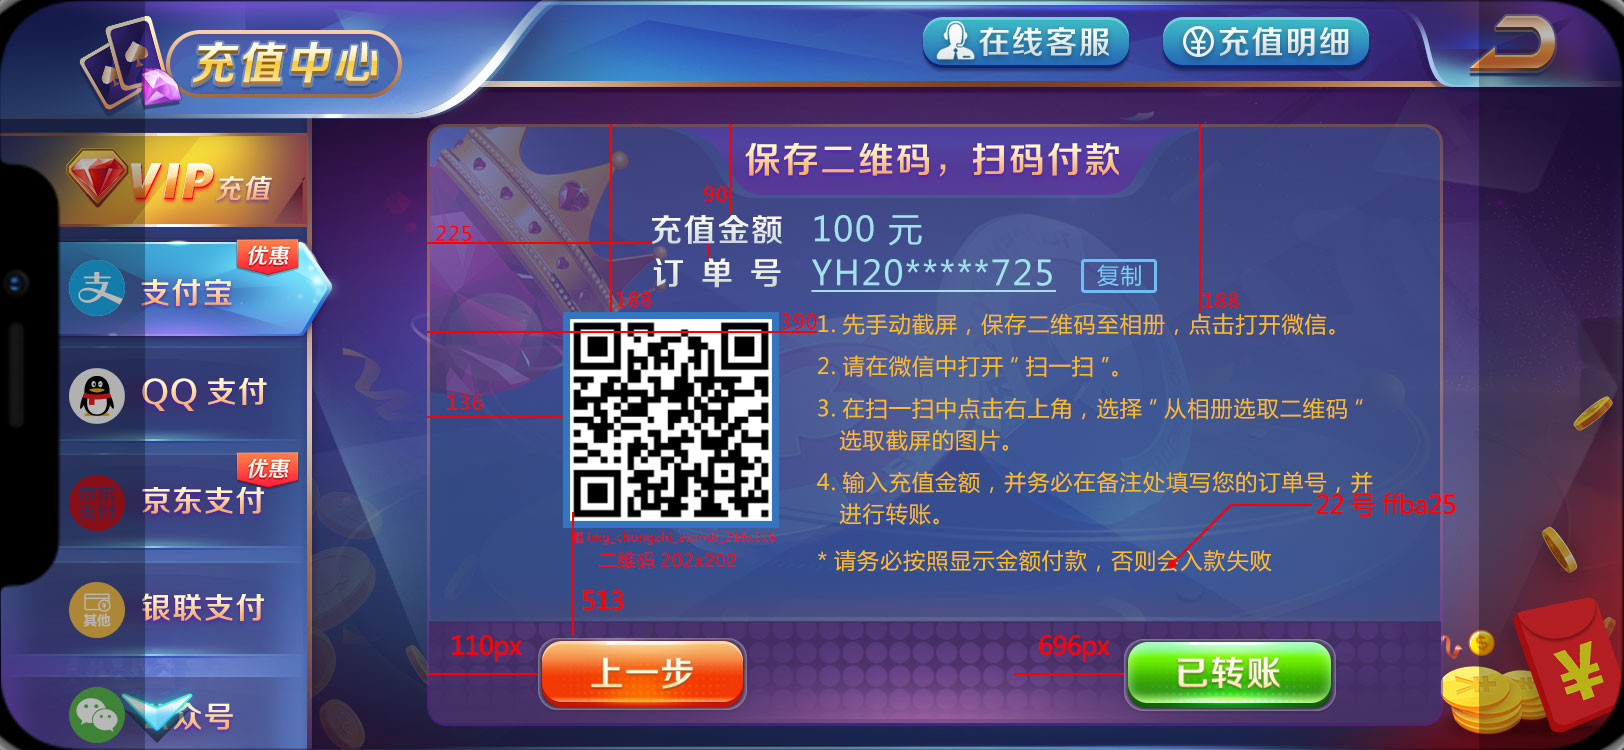 充值中心
在线客服
充值明细
VIP充值
优惠
支付宝
QQ 支付
优惠
京东支付
其他
银联支付
众号
保存二维码，扫码付款
90
225
充值金额 100 元
订单号 YH20*****725 复制
188
188
390
136
1. 先手动截屏，保存二维码至相册，点击打开微信。
2. 请在微信中打开 " 扫一扫 "。
3. 在扫一扫中点击右上角，选择 " 从相册选取二维码 "
选取截屏的图片。
4. 输入充值金额，并务必在备注处填写您的订单号，并
进行转账。
22 号 ffba25
* 请务必按照显示金额付款，否则会入款失败
二维码 202x202
513
110px
696px
上一步
已转账